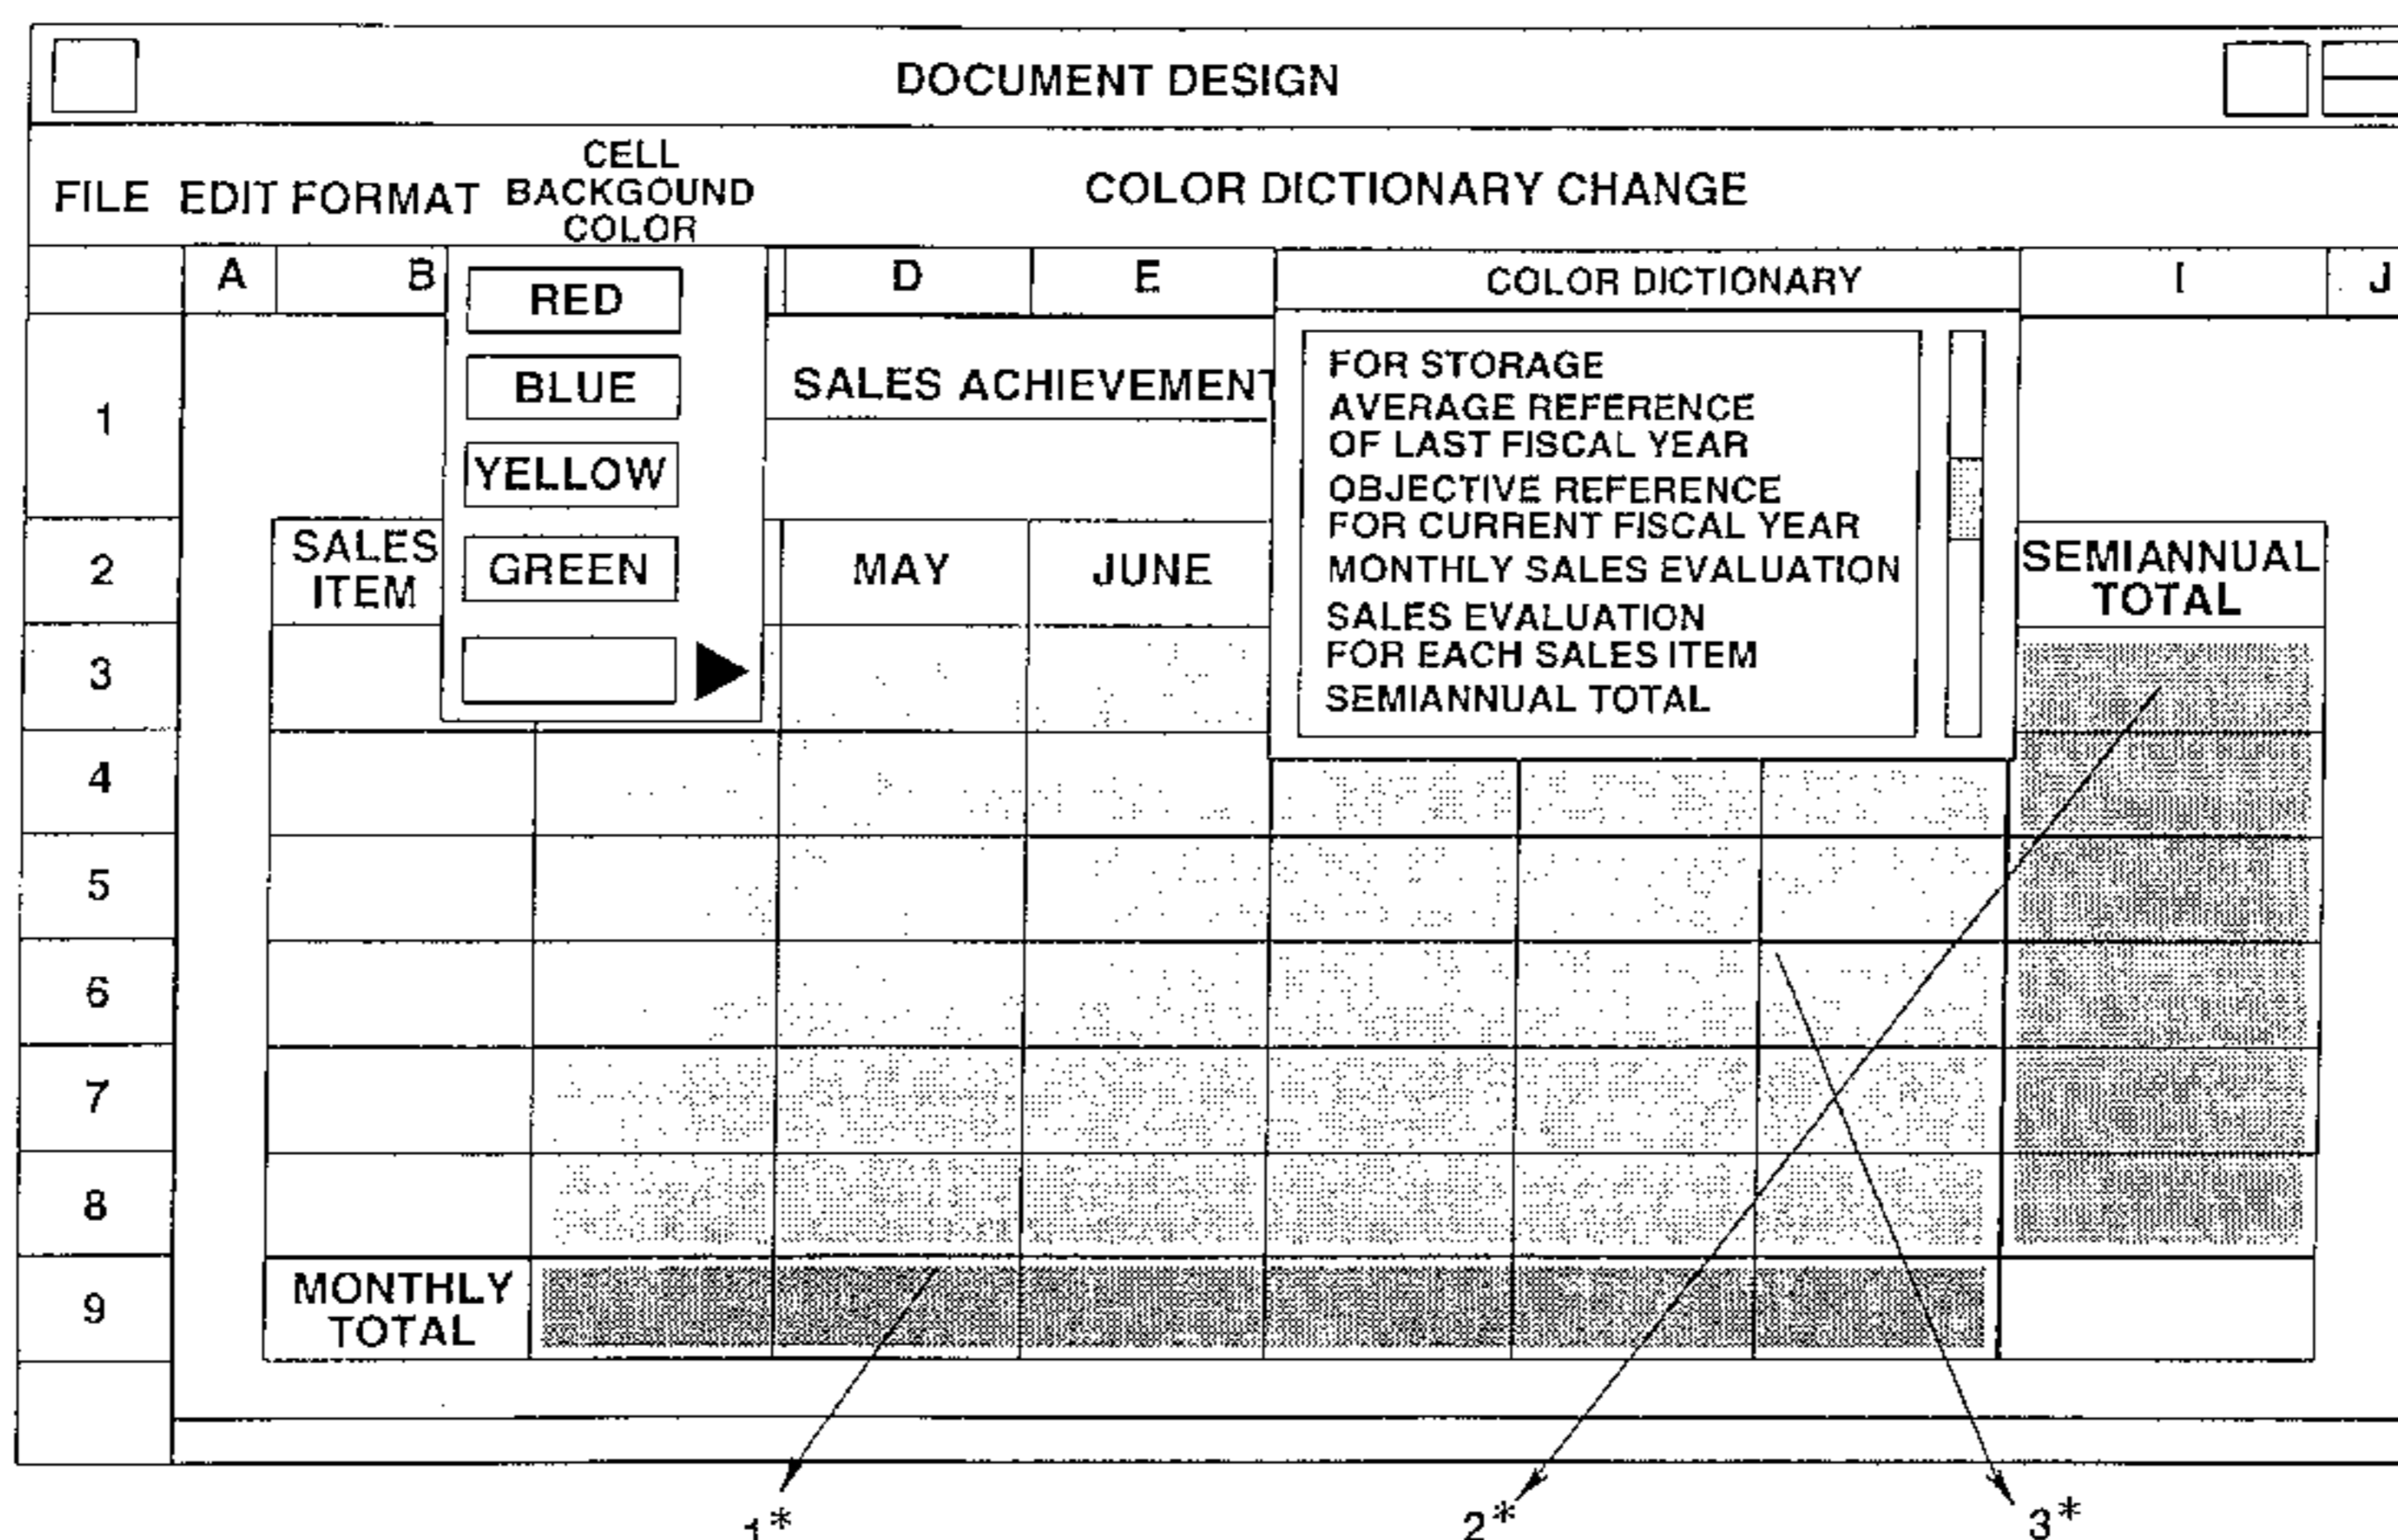 DOCUMENT DESIGN
FILE EDIT FORMAT CELL BACKGOUND COLOR COLOR DICTIONARY CHANGE
A B D E COLOR DICTIONARY I J
RED
BLUE
YELLOW
GREEN
1 SALES ACHIEVEMENT
FOR STORAGE
AVERAGE REFERENCE
OF LAST FISCAL YEAR
OBJECTIVE REFERENCE
FOR CURRENT FISCAL YEAR
MONTHLY SALES EVALUATION
SALES EVALUATION
FOR EACH SALES ITEM
SEMIANNUAL TOTAL
2 SALES ITEM MAY JUNE SEMIANNUAL TOTAL
3
4
5
6
7
8
9 MONTHLY TOTAL
1* 2* 3*